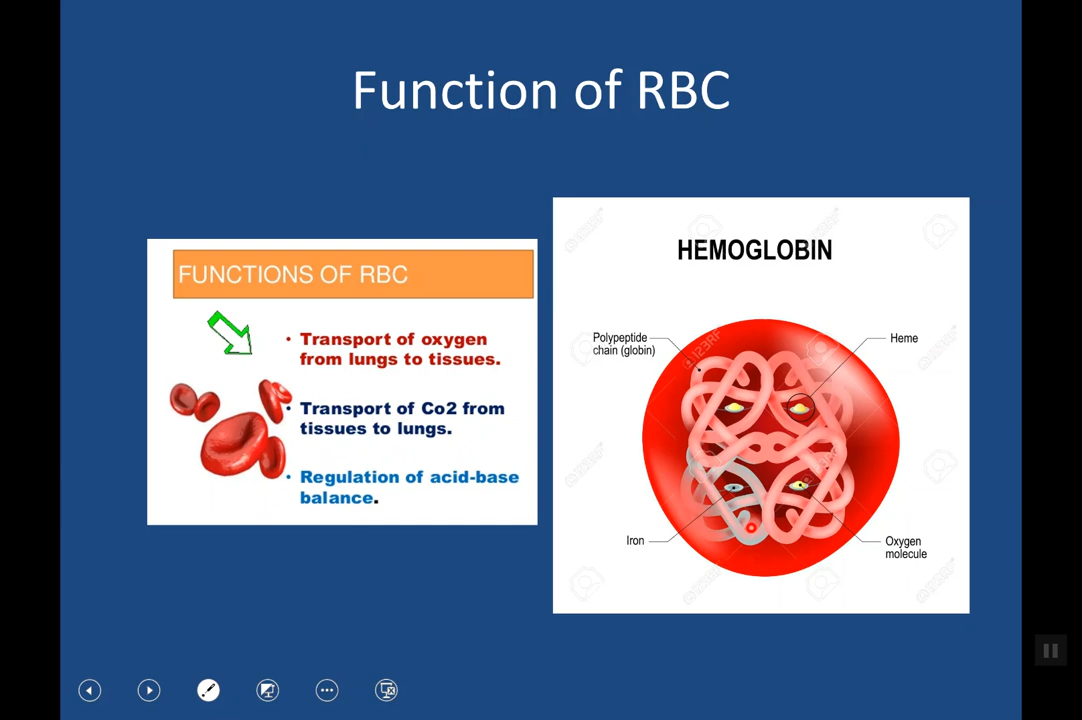 Function of RBC
FUNCTIONS OF RBC
• Transport of oxygen
from lungs to tissues.
• Transport of Co2 from
tissues to lungs.
• Regulation of acid-base
balance.
HEMOGLOBIN
Polypeptide
chain (globin)
Heme
Iron
Oxygen
molecule
123RF